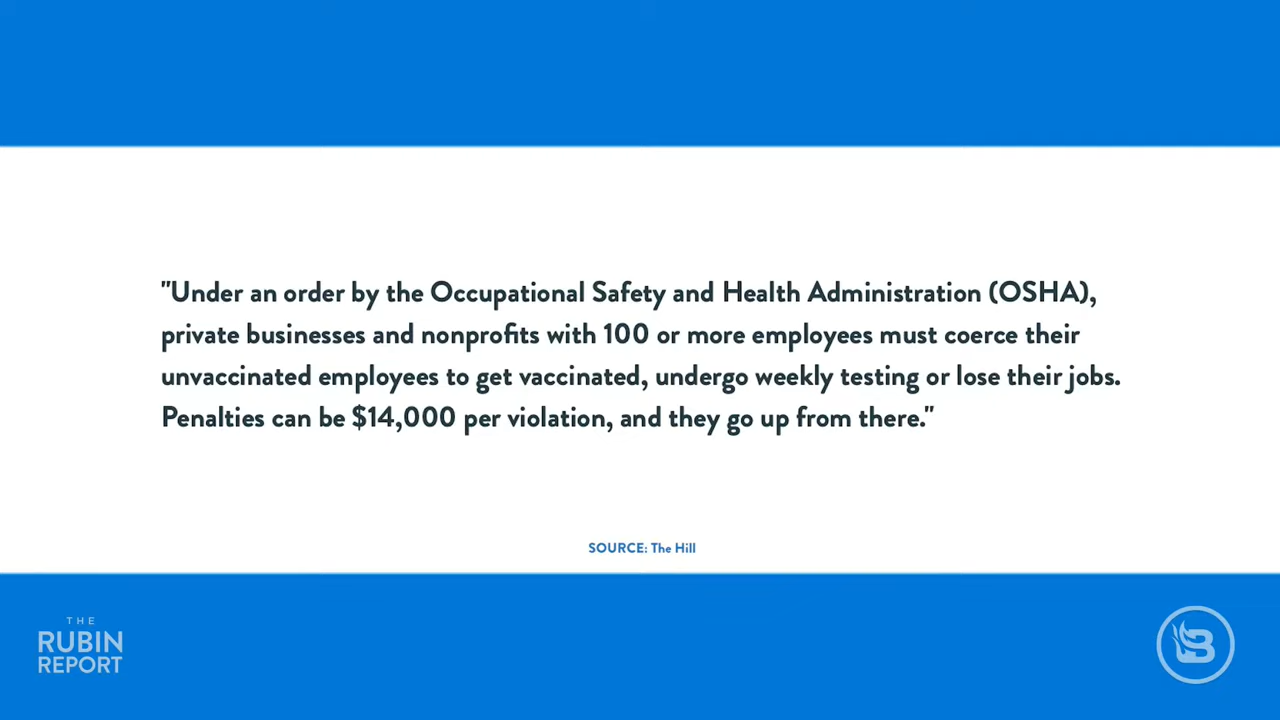 "Under an order by the Occupational Safety and Health Administration (OSHA),
private businesses and nonprofits with 100 or more employees must coerce their
unvaccinated employees to get vaccinated, undergo weekly testing or lose their jobs.
Penalties can be $14,000 per violation, and they go up from there."
SOURCE: The Hill
THE
RUBIN
REPORT
B